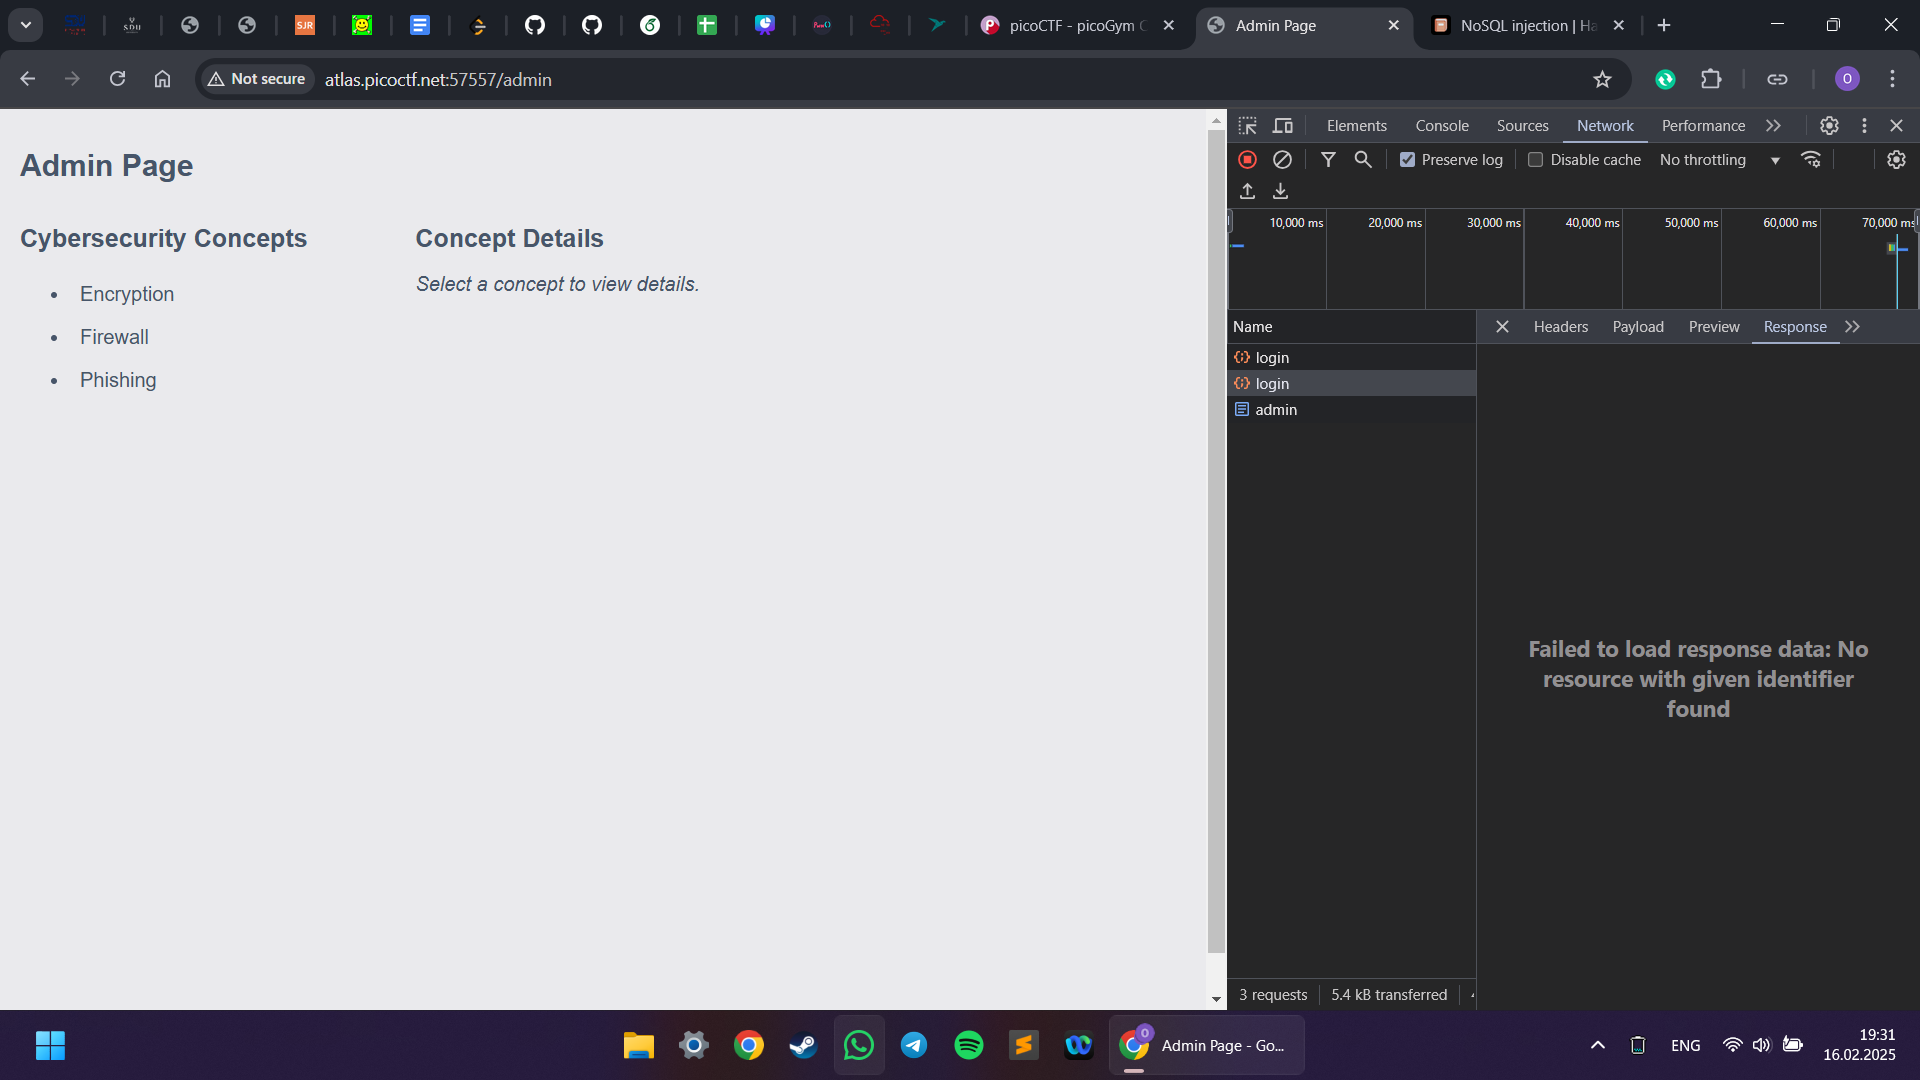 SJR
picoCTF - picoGym C
Admin Page
NoSQL injection | Ha
Not secure
atlas.picoctf.net:57557/admin
O
Admin Page
Cybersecurity Concepts
Encryption
Firewall
Phishing
Concept Details
Select a concept to view details.
Elements
Console
Sources
Network
Performance
Preserve log
Disable cache
No throttling
10,000 ms
20,000 ms
30,000 ms
40,000 ms
50,000 ms
60,000 ms
70,000 ms
Name
Headers
Payload
Preview
Response
login
login
admin
Failed to load response data: No
resource with given identifier
found
3 requests
5.4 kB transferred
Admin Page - Go...
ENG
19:31
16.02.2025